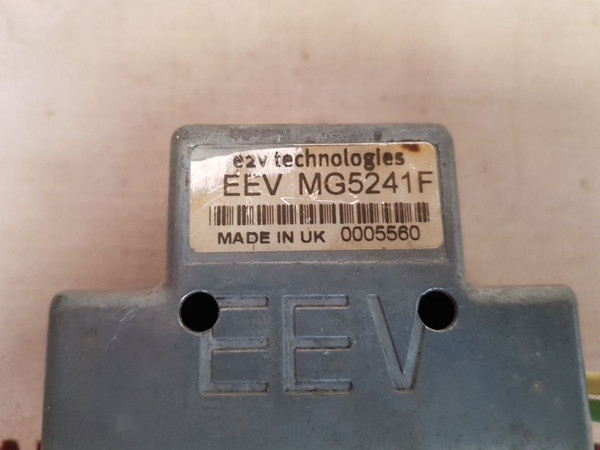 e2v technologies
EEV MG5241F
MADE IN UK 0005560
EEV